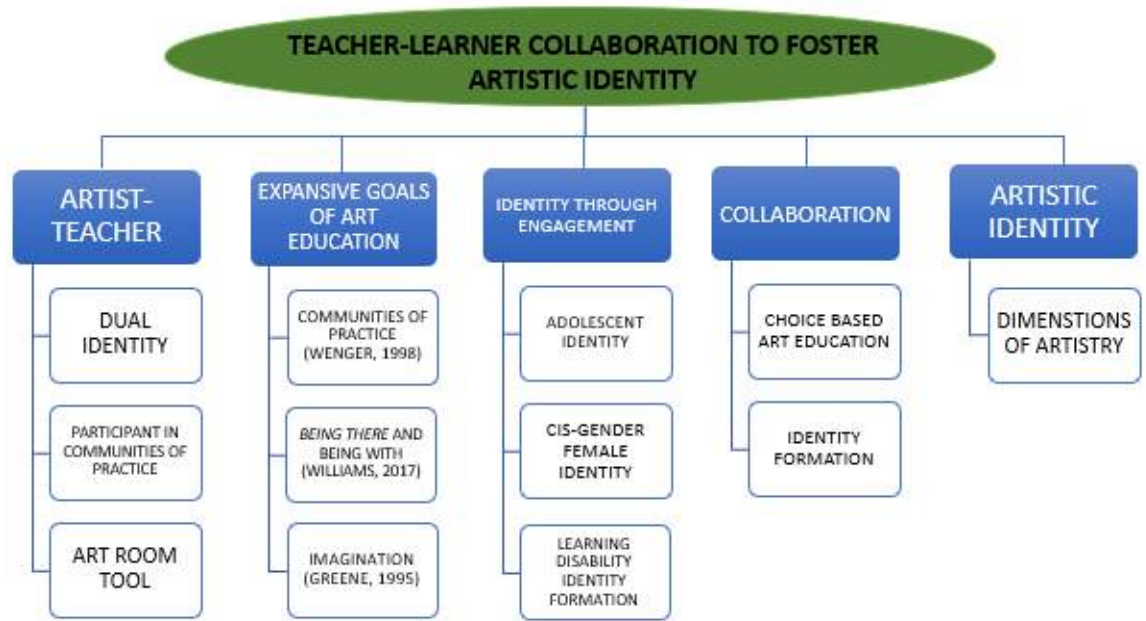 TEACHER-LEARNER COLLABORATION TO FOSTER
ARTISTIC IDENTITY
ARTIST-
TEACHER
DUAL
IDENTITY
PARTICIPANT IN
COMMUNITIES OF
PRACTICE
ART ROOM
TOOL
EXPANSIVE GOALS
OF ART
EDUCATION
COMMUNITIES OF
PRACTICE
(WENGER, 1998)
BEING THERE AND
BEING WITH
(WILLIAMS, 2017)
IMAGINATION
(GREENE, 1995)
IDENTITY THROUGH
ENGAGEMENT
ADOLESCENT
IDENTITY
CIS-GENDER
FEMALE
IDENTITY
LEARNING
DISABILITY
IDENTITY
FORMATION
COLLABORATION
CHOICE BASED
ART EDUCATION
IDENTITY
FORMATION
ARTISTIC
IDENTITY
DIMENSTIONS
OF ARTISTRY